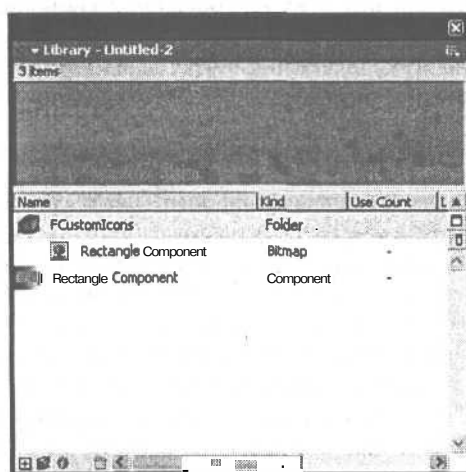 Library - Untitled-2
3 items
Name Kind Use Count L
FCustomIcons Folder
Rectangle Component Bitmap -
Rectangle Component Component -